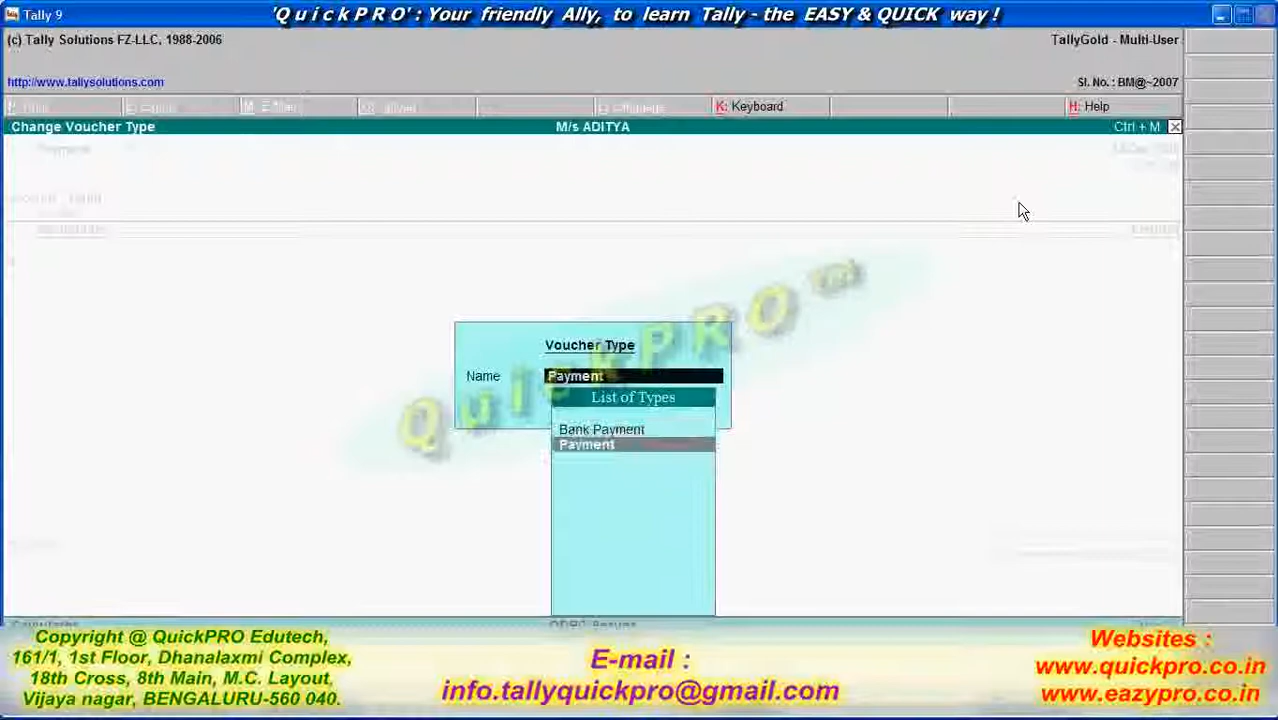 Tally 9
'QuickPRO' : Your friendly Ally, to learn Tally - the EASY & QUICK way !
(c) Tally Solutions FZ-LLC, 1988-2006
TallyGold - Multi-User
http://www.tallysolutions.com
Sl. No. : BM@~2007
K: Keyboard
H: Help
Change Voucher Type
M/s ADITYA
Ctrl + M
Voucher Type
Name
Payment
List of Types
Bank Payment
Payment
QuickPRO
Copyright @ QuickPRO Edutech,
161/1, 1st Floor, Dhanalaxmi Complex,
18th Cross, 8th Main, M.C. Layout,
Vijaya nagar, BENGALURU-560 040.
E-mail :
info.tallyquickpro@gmail.com
Websites :
www.quickpro.co.in
www.eazypro.co.in